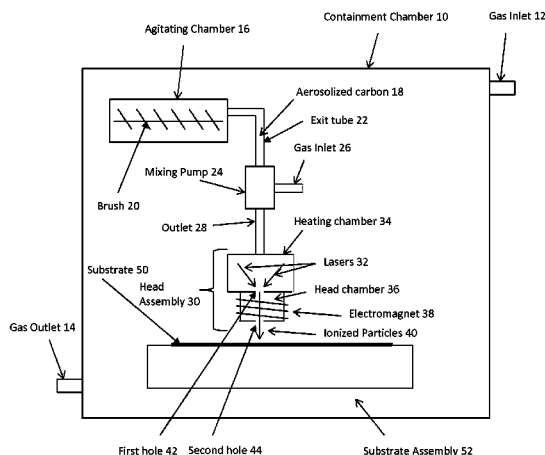 Containment Chamber 10
Gas Inlet 12
Agitating Chamber 16
Aerosolized carbon 18
Exit tube 22
Gas Inlet 26
Mixing Pump 24
Brush 20
Outlet 28
Heating chamber 34
Lasers 32
Substrate 50
Head
Assembly 30
Head chamber 36
Electromagnet 38
Gas Outlet 14
Ionized Particles 40
First hole 42
Second hole 44
Substrate Assembly 52